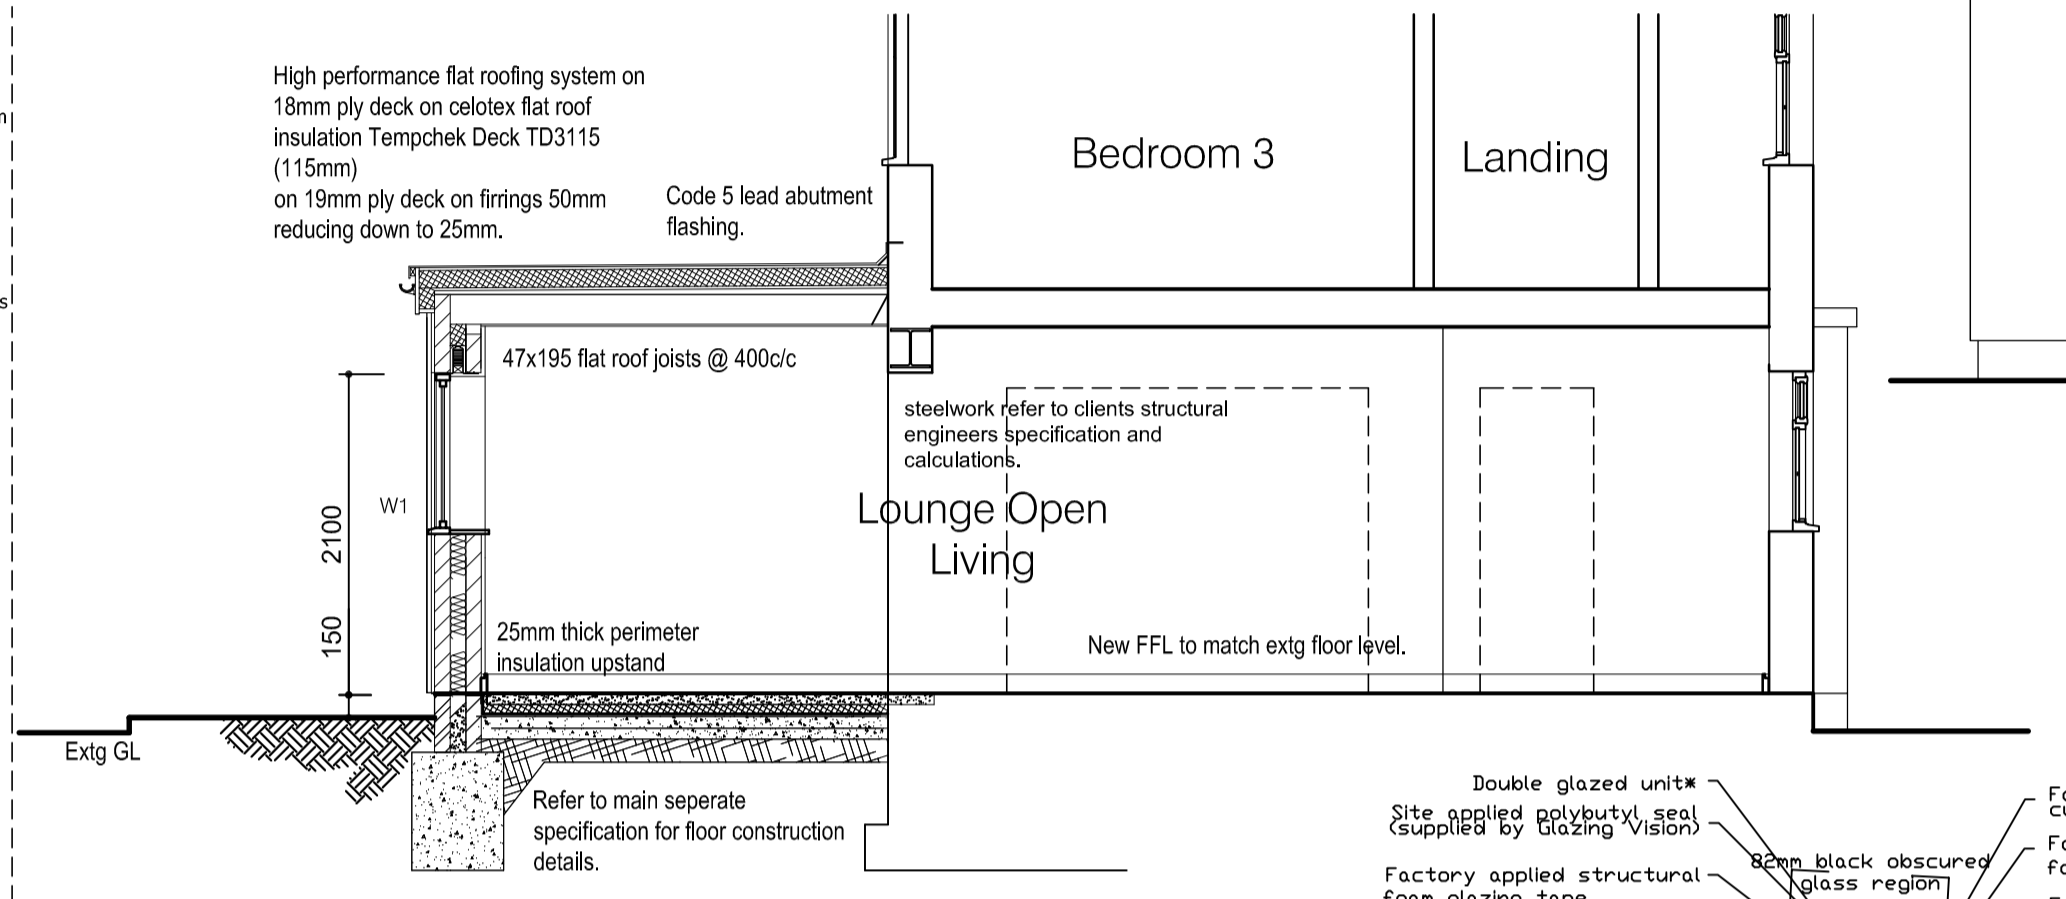 High performance flat roofing system on
18mm ply deck on celotex flat roof
insulation Tempchek Deck TD3115
(115mm)
on 19mm ply deck on firrings 50mm
reducing down to 25mm.
Code 5 lead abutment
flashing.
Bedroom 3
Landing
47x195 flat roof joists @ 400c/c
steelwork refer to clients structural
engineers specification and
calculations.
W1
2100
150
Lounge Open
Living
25mm thick perimeter
insulation upstand
New FFL to match extg floor level.
Extg GL
Refer to main seperate
specification for floor construction
details.
Double glazed unit*
Site applied polybutyl seal
(supplied by Glazing Vision)
82mm black obscured
glass region
Factory applied structural
foam glazing tape